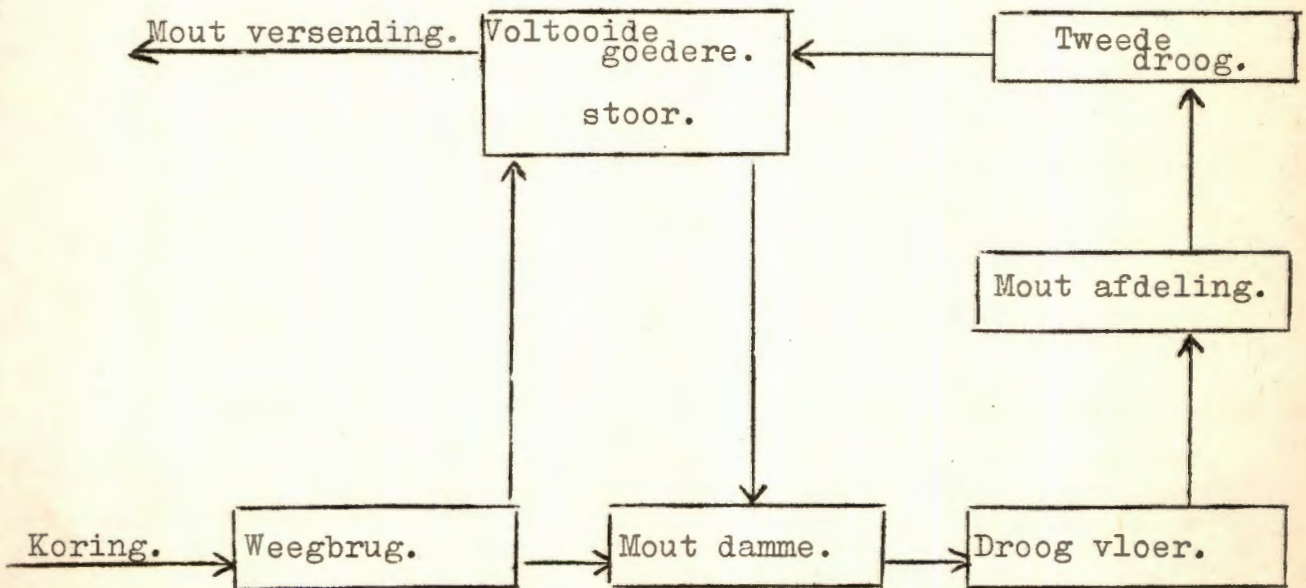 Mout versending.
Voltooide
goedere.
stoor.
Tweede
droog.
Mout afdeling.
Koring.
Weegbrug.
Mout damme.
Droog vloer.